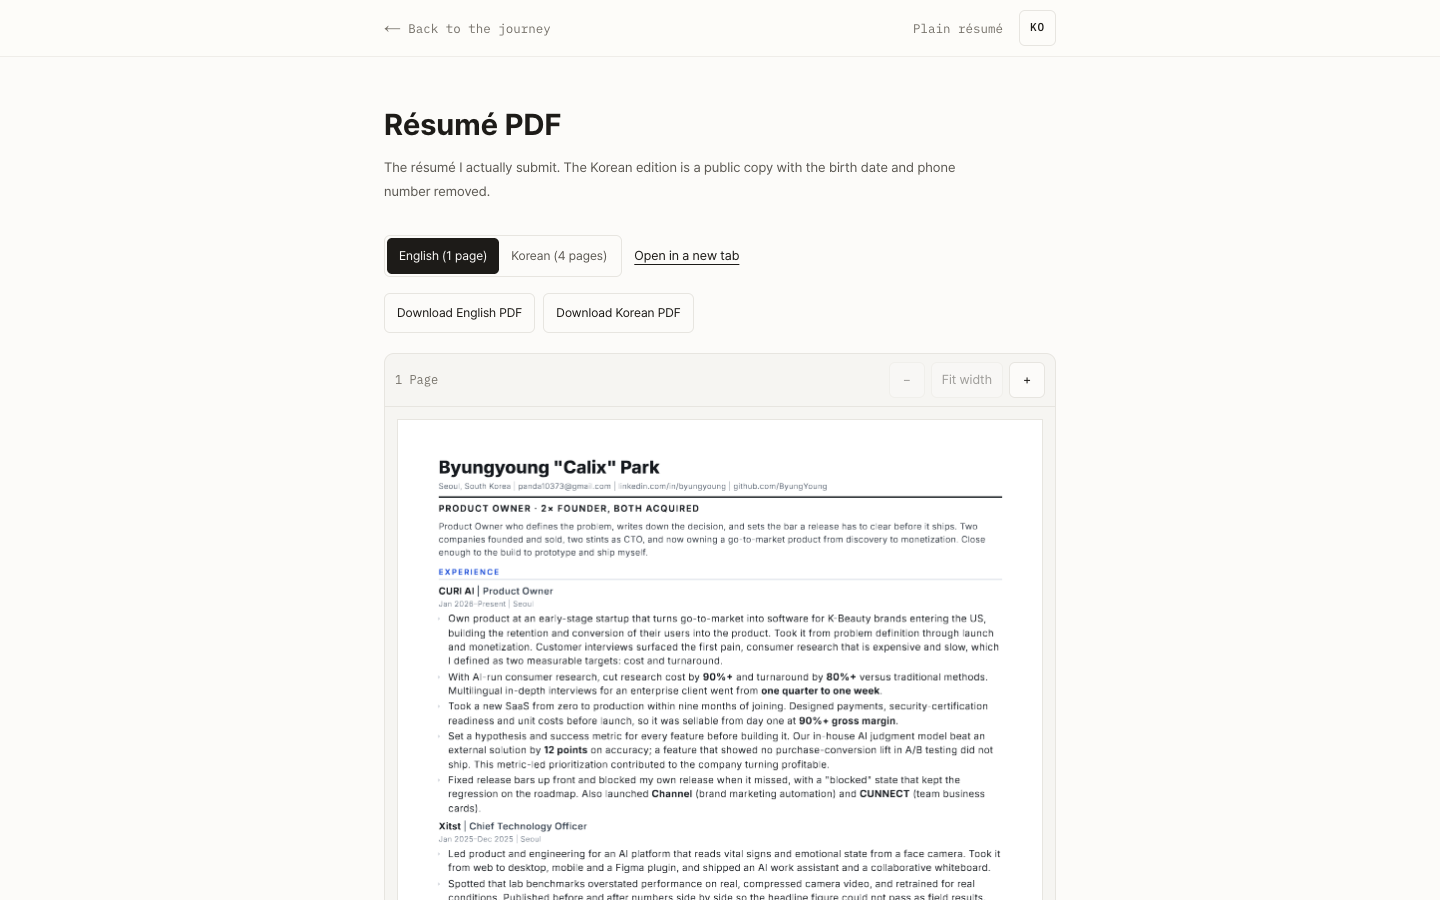 ← Back to the journey
Plain résumé
KO
Résumé PDF
The résumé I actually submit. The Korean edition is a public copy with the birth date and phone
number removed.
English (1 page)
Korean (4 pages)
Open in a new tab
Download English PDF
Download Korean PDF
1 Page
−
Fit width
+
Byungyoung "Calix" Park
Seoul, South Korea | panda10373@gmail.com | linkedin.com/in/byungyoung | github.com/ByungYoung
PRODUCT OWNER · 2× FOUNDER, BOTH ACQUIRED
Product Owner who defines the problem, writes down the decision, and sets the bar a release has to clear before it ships. Two
companies founded and sold, two stints as CTO, and now owning a go-to-market product from discovery to monetization. Close
enough to the build to prototype and ship myself.
EXPERIENCE
CURI AI | Product Owner
Jan 2026-Present | Seoul
· Own product at an early-stage startup that turns go-to-market into software for K-Beauty brands entering the US,
building the retention and conversion of their users into the product. Took it from problem definition through launch
and monetization. Customer interviews surfaced the first pain, consumer research that is expensive and slow, which
I defined as two measurable targets: cost and turnaround.
· With AI-run consumer research, cut research cost by 90%+ and turnaround by 80%+ versus traditional methods.
Multilingual in-depth interviews for an enterprise client went from one quarter to one week.
· Took a new SaaS from zero to production within nine months of joining. Designed payments, security-certification
readiness and unit costs before launch, so it was sellable from day one at 90%+ gross margin.
· Set a hypothesis and success metric for every feature before building it. Our in-house AI judgment model beat an
external solution by 12 points on accuracy; a feature that showed no purchase-conversion lift in A/B testing did not
ship. This metric-led prioritization contributed to the company turning profitable.
· Fixed release bars up front and blocked my own release when it missed, with a "blocked" state that kept the
regression on the roadmap. Also launched Channel (brand marketing automation) and CUNNECT (team business
cards).
Xitst | Chief Technology Officer
Jan 2025-Dec 2025 | Seoul
· Led product and engineering for an AI platform that reads vital signs and emotional state from a face camera. Took it
from web to desktop, mobile and a Figma plugin, and shipped an AI work assistant and a collaborative whiteboard.
· Spotted that lab benchmarks overstated performance on real, compressed camera video, and retrained for real
conditions. Published before and after numbers side by side so the headline figure could not pass as field results.